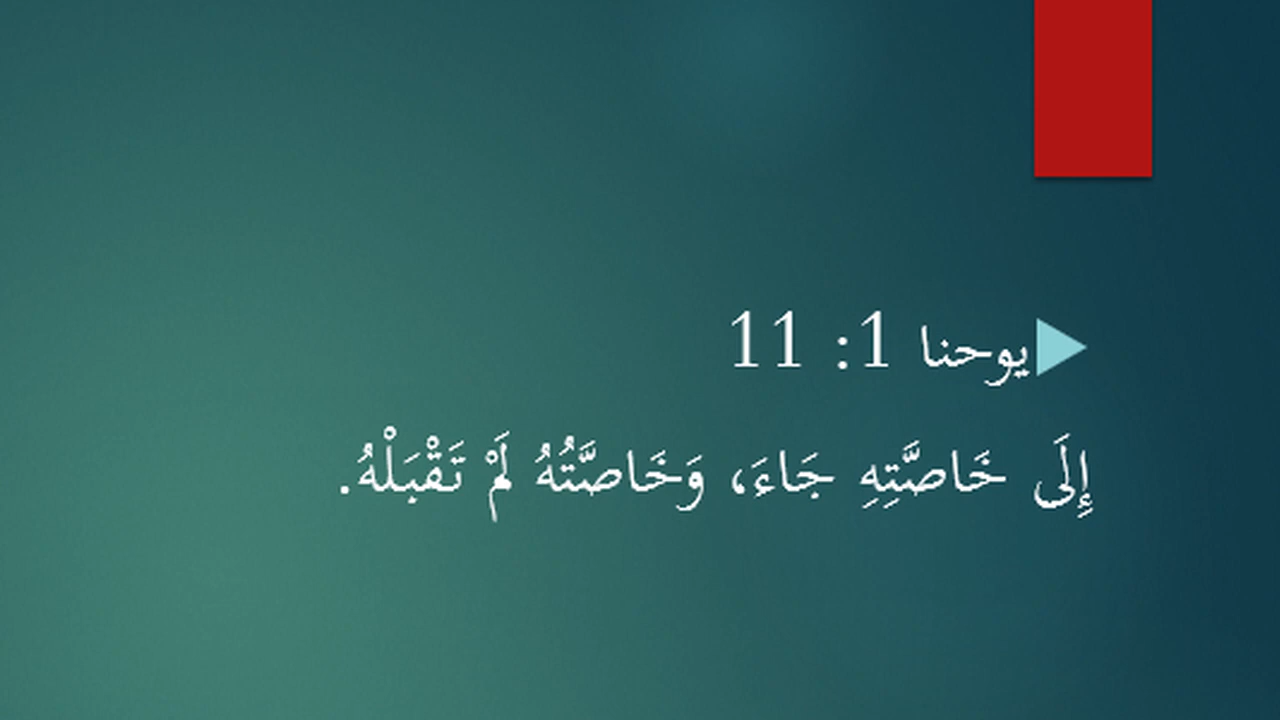 يوحنا 1: 11
إِلَى خَاصَّتِهِ جَاءَ، وَخَاصَّتُهُ لَمْ تَقْبَلْهُ.